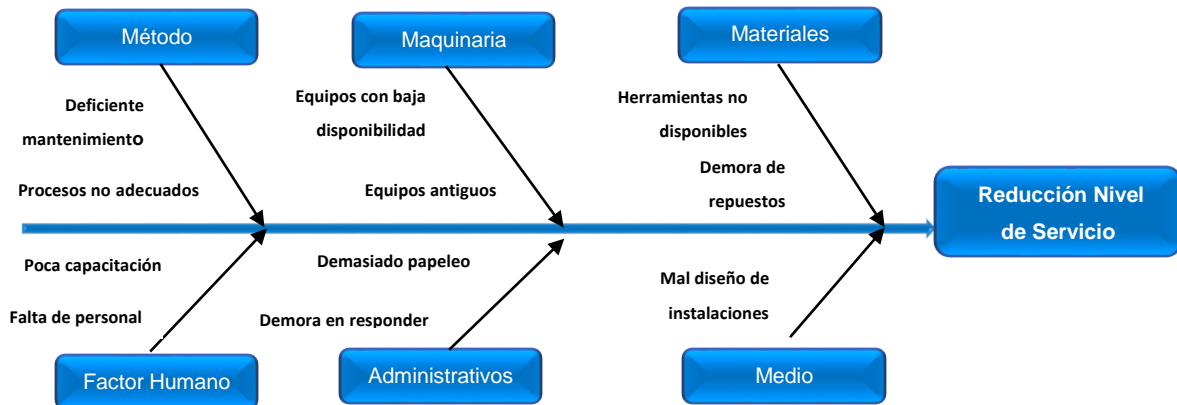 Método
Maquinaria
Materiales
Deficiente
mantenimiento
Procesos no adecuados
Equipos con baja
disponibilidad
Equipos antiguos
Herramientas no
disponibles
Demora de
repuestos
Reducción Nivel
de Servicio
Poca capacitación
Falta de personal
Demasiado papeleo
Demora en responder
Mal diseño de
instalaciones
Factor Humano
Administrativos
Medio